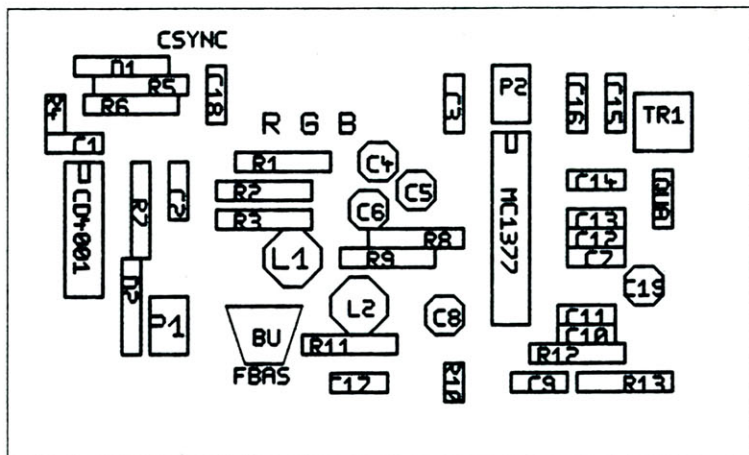 CSYNC
D1
R5
R6
C18
R4
C1
R G B
C3
P2
C16
C15
TR1
R1
C4
C5
R2
C6
R3
CD4001
R7
C2
MC1377
C14
QUA
C13
C12
C7
R8
R9
L1
D2
P1
L2
C8
C19
BU
FBAS
R11
C11
C10
R12
C17
R10
C9
R13